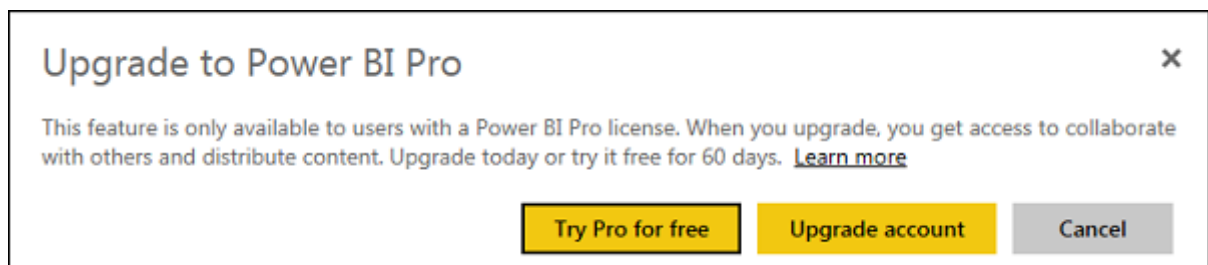 Upgrade to Power BI Pro
This feature is only available to users with a Power BI Pro license. When you upgrade, you get access to collaborate
with others and distribute content. Upgrade today or try it free for 60 days. Learn more
Try Pro for free Upgrade account Cancel